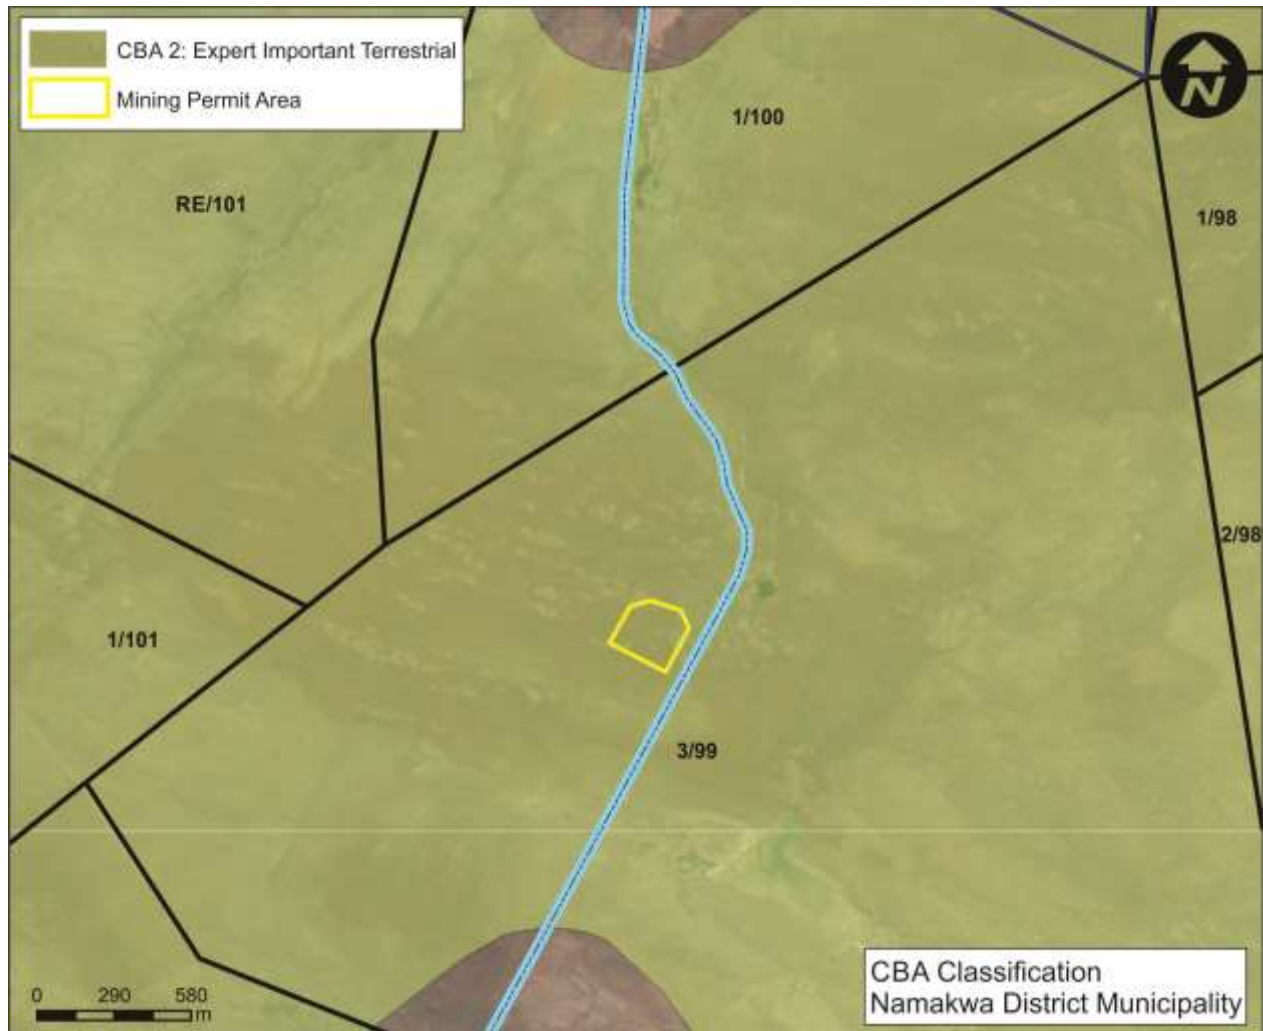 CBA 2: Expert Important Terrestrial
Mining Permit Area
N
1/100
RE/101
1/98
2/98
1/101
3/99
0 290 580
m
CBA Classification
Namakwa District Municipality